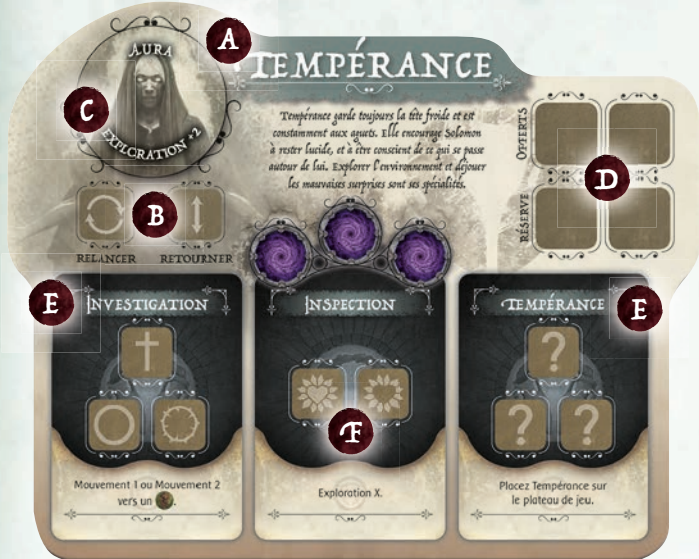 A
AURA
TEMPÉRANCE
C
EXPLORATION +2
Tempérance garde toujours la tête froide et est
constamment aux aguets. Elle encourage Solomon
à rester lucide, et à être conscient de ce qui se passe
autour de lui. Explorer l'environnement et déjouer
les mauvaises surprises sont ses spécialités.
OFFERTS
D
RÉSERVE
B
RELANCER
RETOURNER
E
INVESTIGATION
INSPECTION
TEMPÉRANCE
E
?
? ?
F
Mouvement 1 ou Mouvement 2
vers un .
Exploration X.
Placez Tempérance sur
le plateau de jeu.